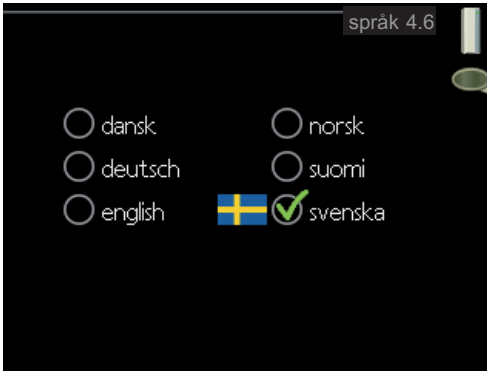 språk 4.6
dansk
norsk
deutsch
suomi
english
svenska